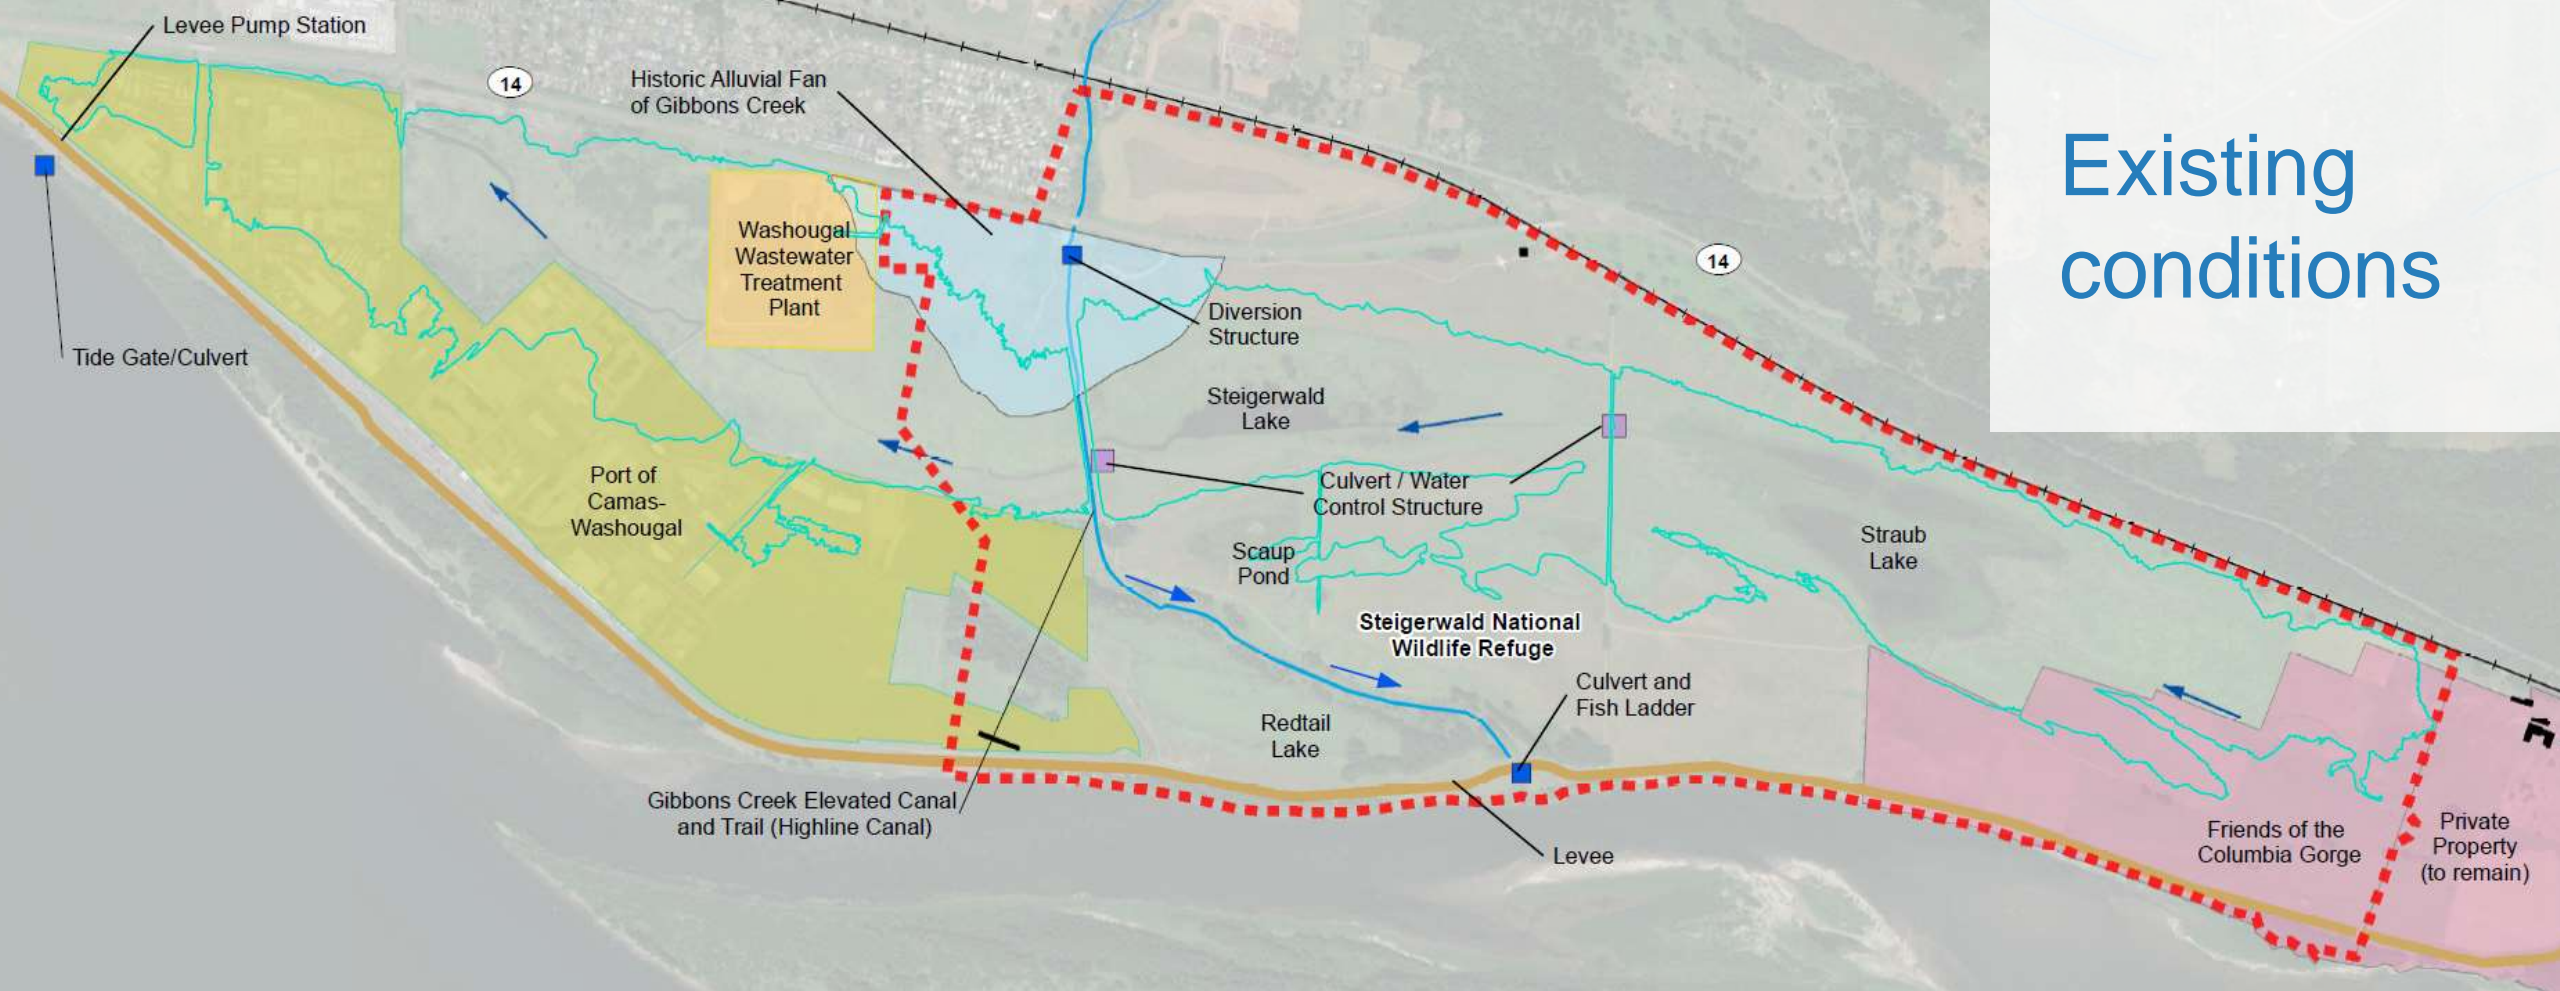 Levee Pump Station
14
Historic Alluvial Fan
of Gibbons Creek
Existing
conditions
Washougal
Wastewater
Treatment
Plant
14
Diversion
Structure
Tide Gate/Culvert
Steigerwald
Lake
Port of
Camas-
Washougal
Culvert / Water
Control Structure
Scaup
Pond
Straub
Lake
Steigerwald National
Wildlife Refuge
Culvert and
Fish Ladder
Redtail
Lake
Gibbons Creek Elevated Canal
and Trail (Highline Canal)
Levee
Friends of the
Columbia Gorge
Private
Property
(to remain)